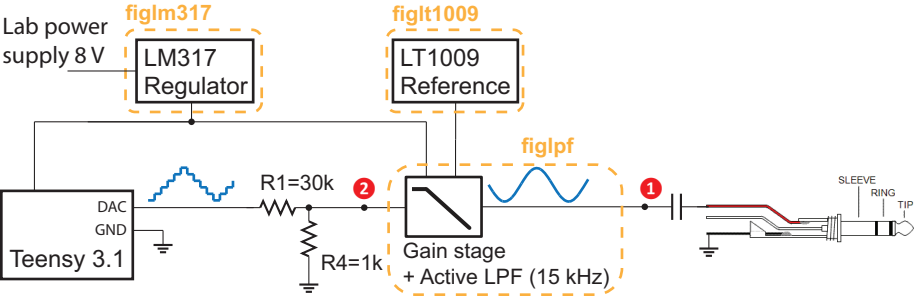 figlm317
figlt1009
Lab power
supply 8 V
LM317
Regulator
LT1009
Reference
figlpf
SLEEVE
RING
TIP
R1=30k
2
1
DAC
GND
Teensy 3.1
R4=1k
Gain stage
+ Active LPF (15 kHz)